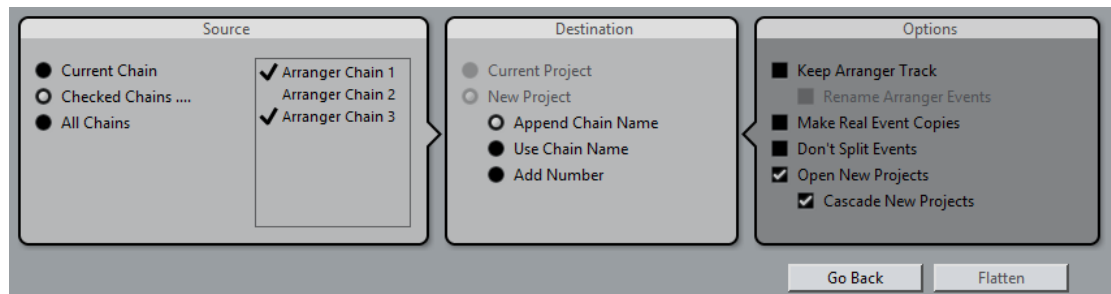 Source
Current Chain
Checked Chains ....
All Chains
Arranger Chain 1
Arranger Chain 2
Arranger Chain 3
Destination
Current Project
New Project
Append Chain Name
Use Chain Name
Add Number
Options
Keep Arranger Track
Rename Arranger Events
Make Real Event Copies
Don't Split Events
Open New Projects
Cascade New Projects
Go Back
Flatten